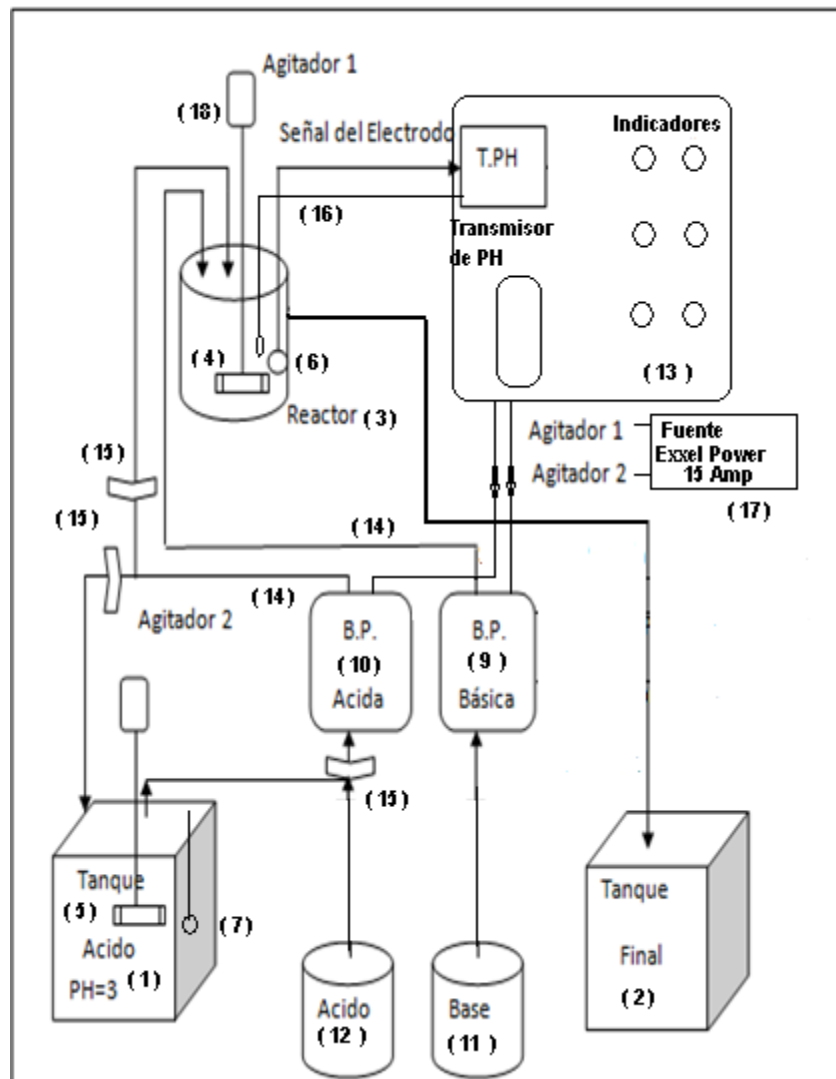 Agitador 1
( 18 )
Indicadores
Señal del Electrodo
T.PH
( 16 )
Transmisor
de PH
( 4 )
( 6 )
( 13 )
Reactor ( 3 )
Agitador 1
Fuente
Exxel Power
15 Amp
Agitador 2
( 17 )
( 15 )
( 15 )
( 14 )
( 14 )
Agitador 2
B.P.
( 10 )
Acida
B.P.
( 9 )
Básica
( 15 )
Tanque
( 5 )
( 7 )
Acido
( 1 )
PH=3
Acido
( 12 )
Base
( 11 )
Tanque
Final
( 2 )